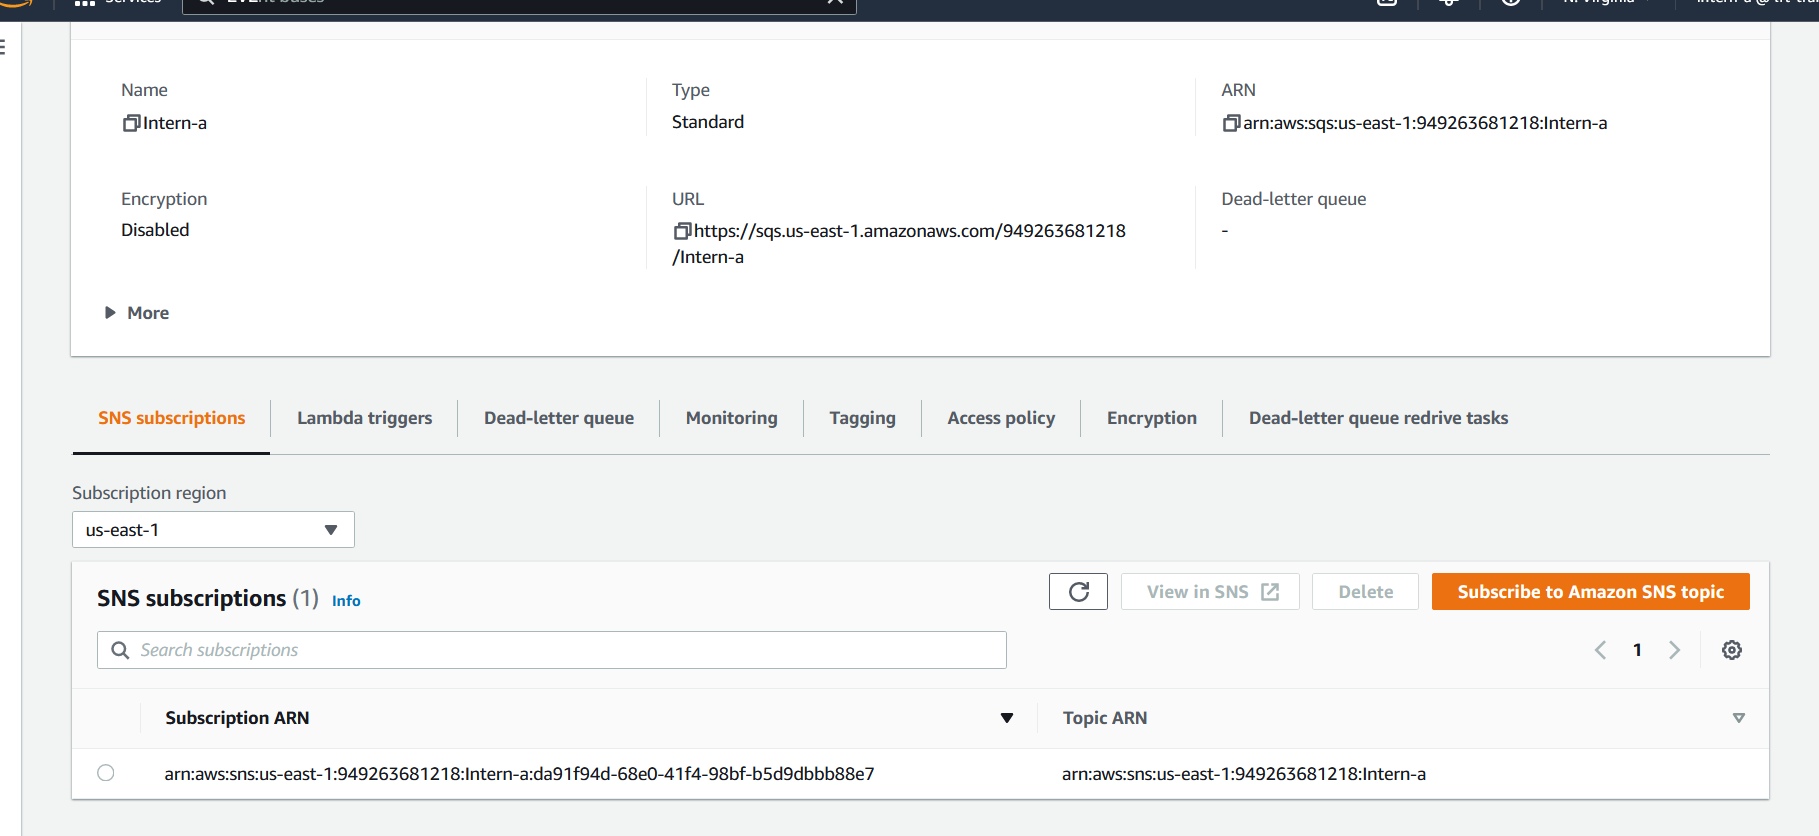 Services
Name
Intern-a
Type
Standard
ARN
arn:aws:sqs:us-east-1:949263681218:Intern-a
Encryption
Disabled
URL
https://sqs.us-east-1.amazonaws.com/949263681218
/Intern-a
Dead-letter queue
-
More
SNS subscriptions
Lambda triggers
Dead-letter queue
Monitoring
Tagging
Access policy
Encryption
Dead-letter queue redrive tasks
Subscription region
us-east-1
SNS subscriptions (1) Info
View in SNS
Delete
Subscribe to Amazon SNS topic
Search subscriptions
1
Subscription ARN
Topic ARN
arn:aws:sns:us-east-1:949263681218:Intern-a:da91f94d-68e0-41f4-98bf-b5d9dbbb88e7
arn:aws:sns:us-east-1:949263681218:Intern-a